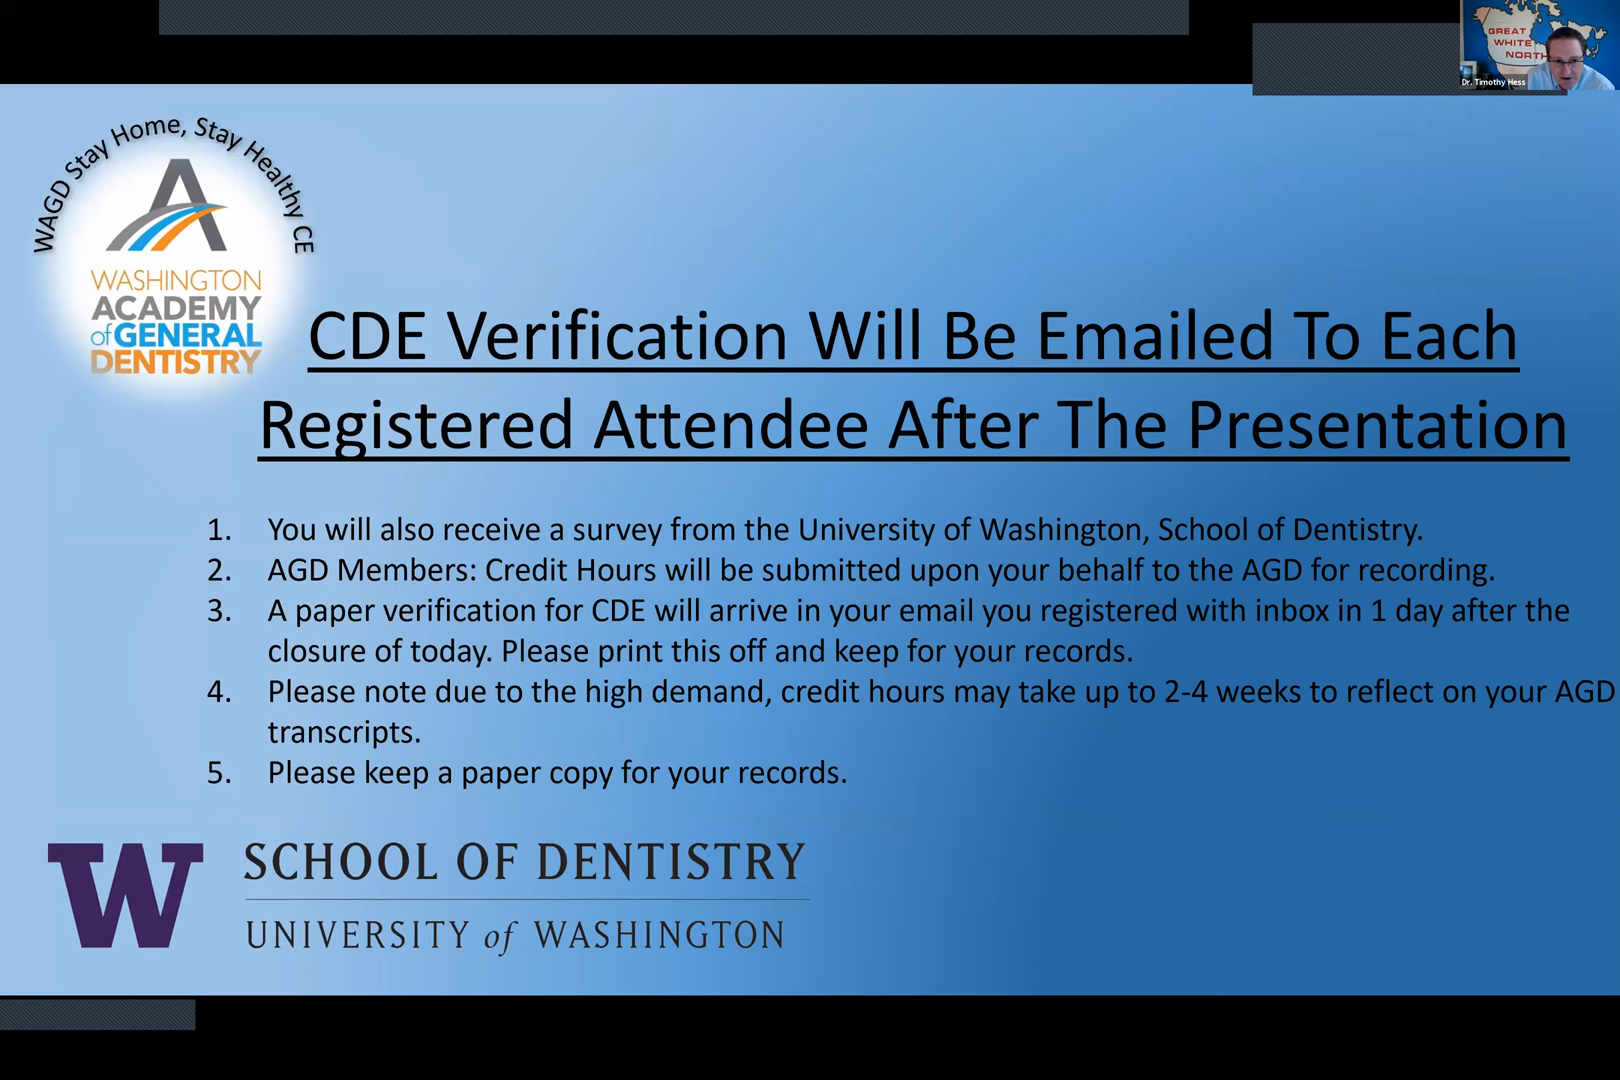 GREAT
WHITE
NORTH
Dr. Timothy Hess
WAGD Stay Home, Stay Healthy CE
WASHINGTON
ACADEMY
of GENERAL
DENTISTRY
CDE Verification Will Be Emailed To Each
Registered Attendee After The Presentation
1. You will also receive a survey from the University of Washington, School of Dentistry.
2. AGD Members: Credit Hours will be submitted upon your behalf to the AGD for recording.
3. A paper verification for CDE will arrive in your email you registered with inbox in 1 day after the
closure of today. Please print this off and keep for your records.
4. Please note due to the high demand, credit hours may take up to 2-4 weeks to reflect on your AGD
transcripts.
5. Please keep a paper copy for your records.
W
SCHOOL OF DENTISTRY
UNIVERSITY of WASHINGTON